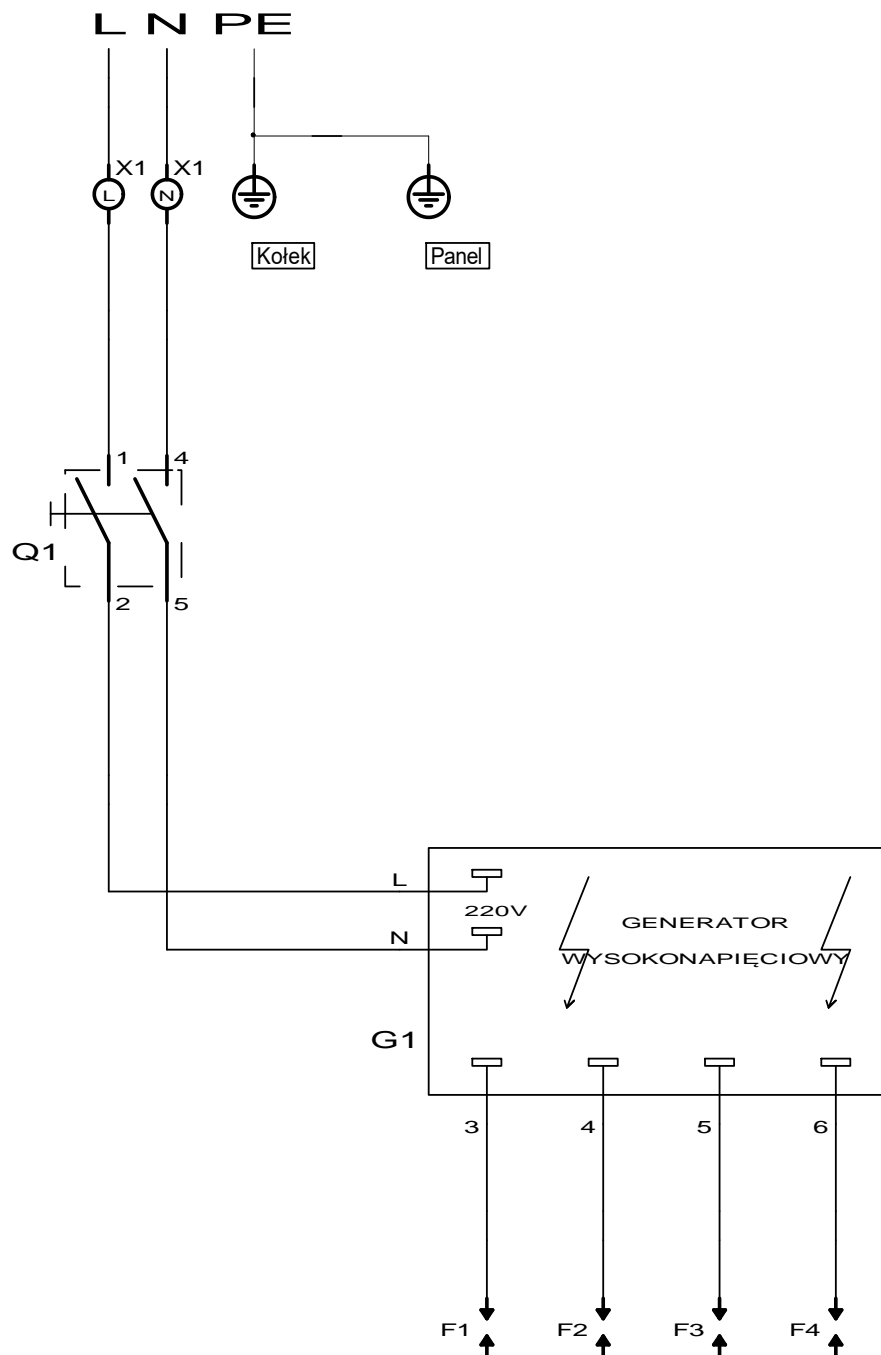 L N PE
X1 X1
L N
Kołek Panel
1 4
Q1
2 5
L
220V
GENERATOR
N
WYSOKONAPIĘCIOWY
G1
3 4 5 6
F1 F2 F3 F4